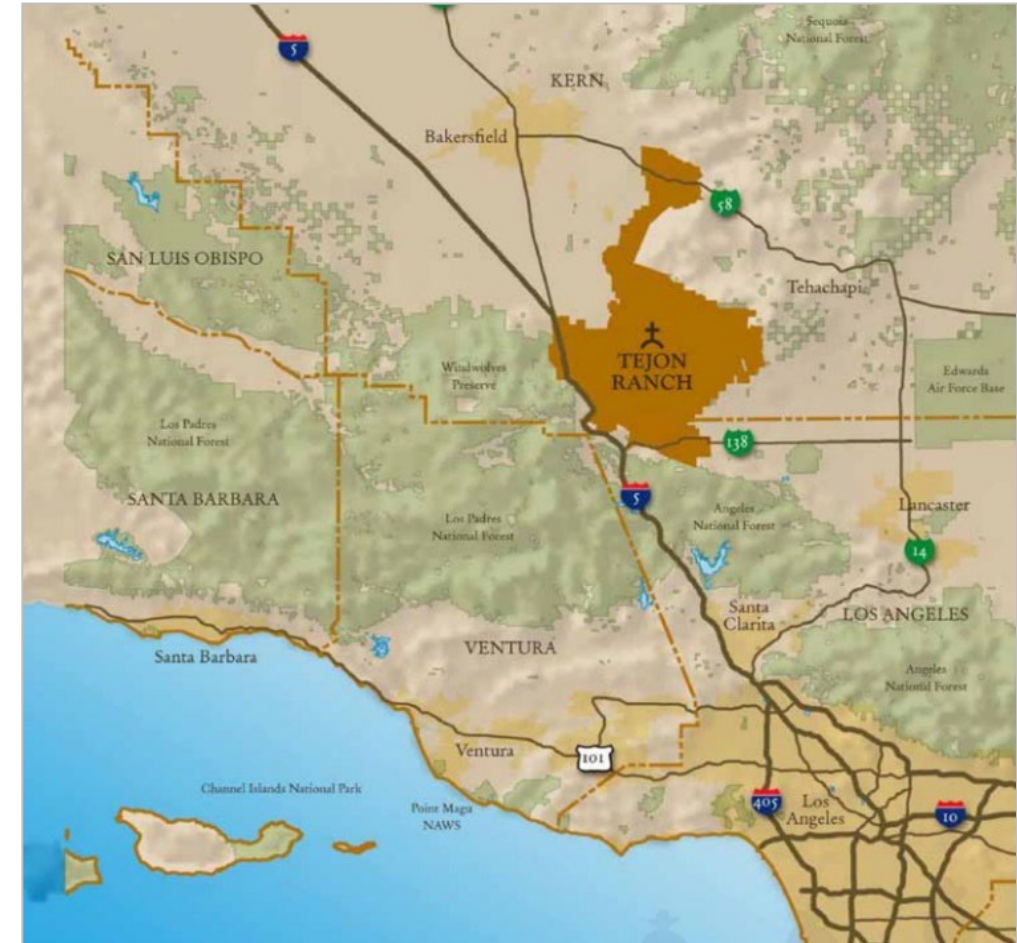 Sequoia
National Forest
5
KERN
Bakersfield
58
SAN LUIS OBISPO
Tehachapi
TEJON
RANCH
Windwolves
Preserve
Edwards
Air Force Base
Los Padres
National Forest
138
SANTA BARBARA
5
Lancaster
Angeles
National Forest
Los Padres
National Forest
14
Santa
Clarita
LOS ANGELES
Santa Barbara
VENTURA
Angeles
National Forest
Ventura
101
Channel Islands National Park
Point Magu
NAWS
405
Los
Angeles
10